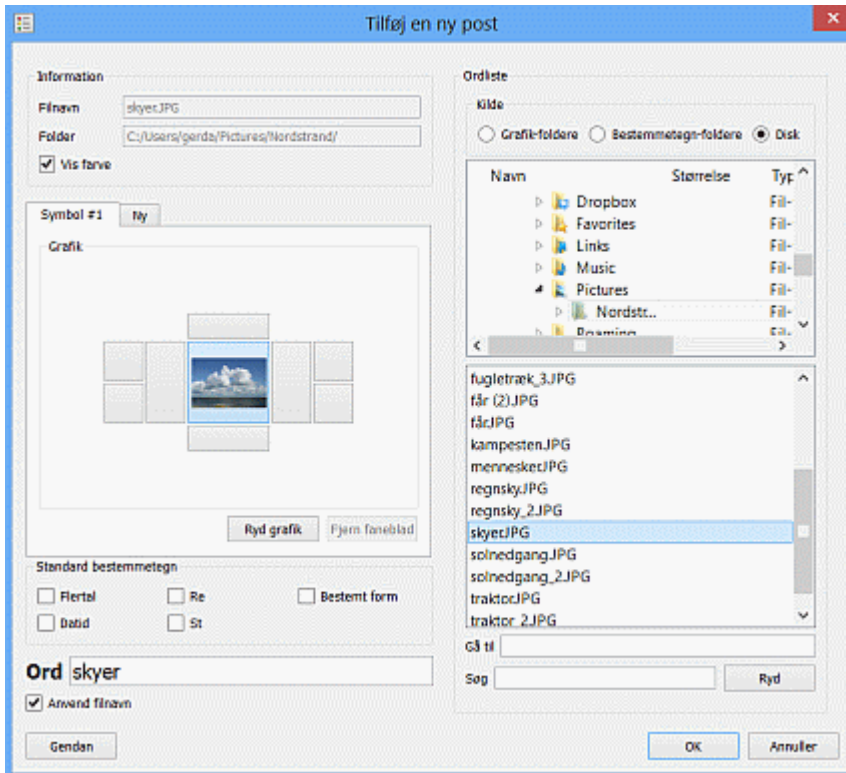 Tilføj en ny post
Information
Filnavn skyer.JPG
Folder C:/Users/gerda/Pictures/Nordstrand/
Vis farve
Symbol #1 Ny
Grafik
Ryd grafik Fjern faneblad
Standard bestemmetegn
Flertal Re Bestemt form
Datid St
Ord skyer
Anvend filnavn
Gendan
Ordliste
Kilde
Grafik-foldere Bestemmetegn-foldere Disk
Navn Størrelse Typ
Dropbox Fil-
Favorites Fil-
Links Fil-
Music Fil-
Pictures Fil-
Nordstr... Fil-
Roaming Fil-
fugletræk_3.JPG
får (2).JPG
får.JPG
kampesten.JPG
mennesker.JPG
regnsky.JPG
regnsky_2.JPG
skyer.JPG
solnedgang.JPG
solnedgang_2.JPG
traktor.JPG
traktor_2.JPG
Gå til
Søg Ryd
OK Annuller